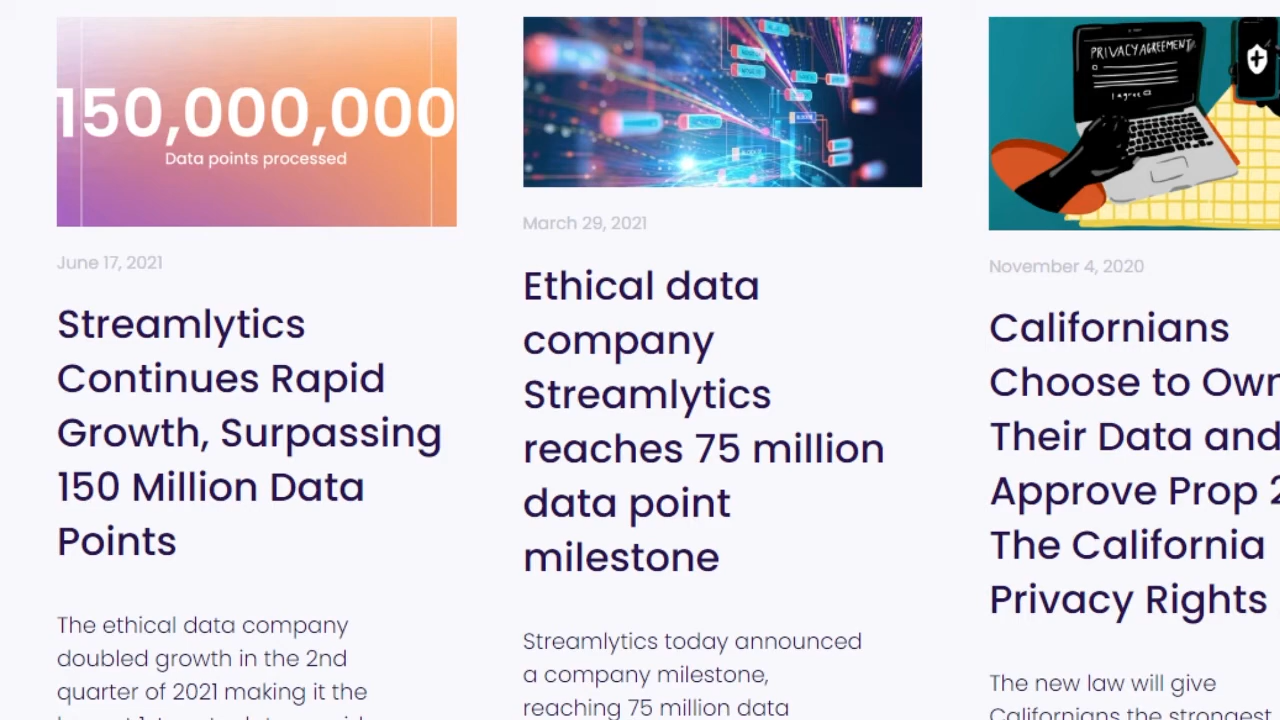 150,000,000
Data points processed
June 17, 2021
Streamlytics
Continues Rapid
Growth, Surpassing
150 Million Data
Points
The ethical data company
doubled growth in the 2nd
quarter of 2021 making it the
March 29, 2021
Ethical data
company
Streamlytics
reaches 75 million
data point
milestone
Streamlytics today announced
a company milestone,
reaching 75 million data
PRIVACY AGREEMENT
I agree
November 4, 2020
Californians
Choose to Own
Their Data and
Approve Prop
The California
Privacy Rights
The new law will give
Californians the strongest